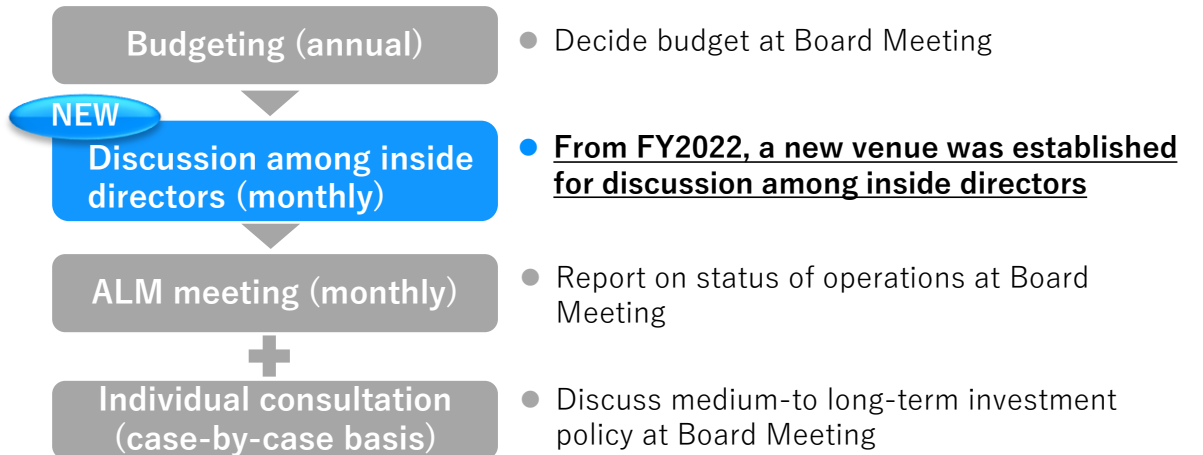 Budgeting (annual)
● Decide budget at Board Meeting
NEW
Discussion among inside
directors (monthly)
● From FY2022, a new venue was established
for discussion among inside directors
ALM meeting (monthly)
● Report on status of operations at Board
Meeting
Individual consultation
(case-by-case basis)
● Discuss medium-to long-term investment
policy at Board Meeting